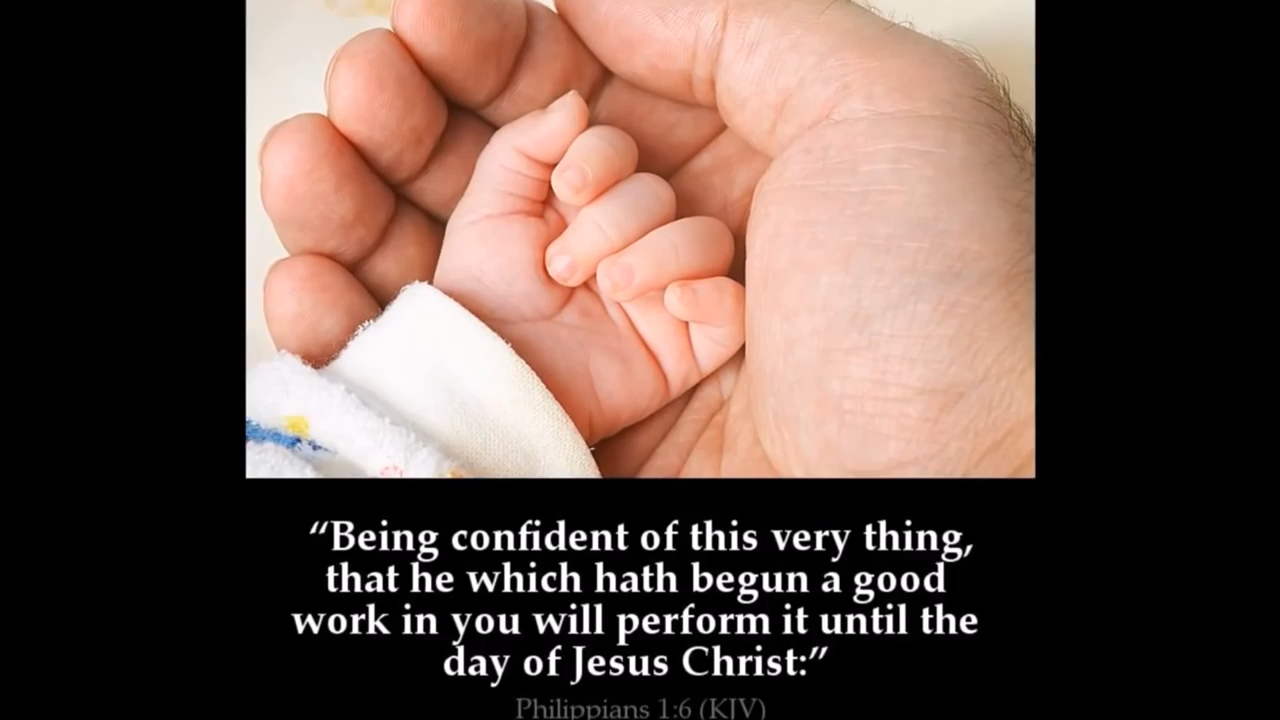 “Being confident of this very thing,
that he which hath begun a good
work in you will perform it until the
day of Jesus Christ:”
Philippians 1:6 (KJV)